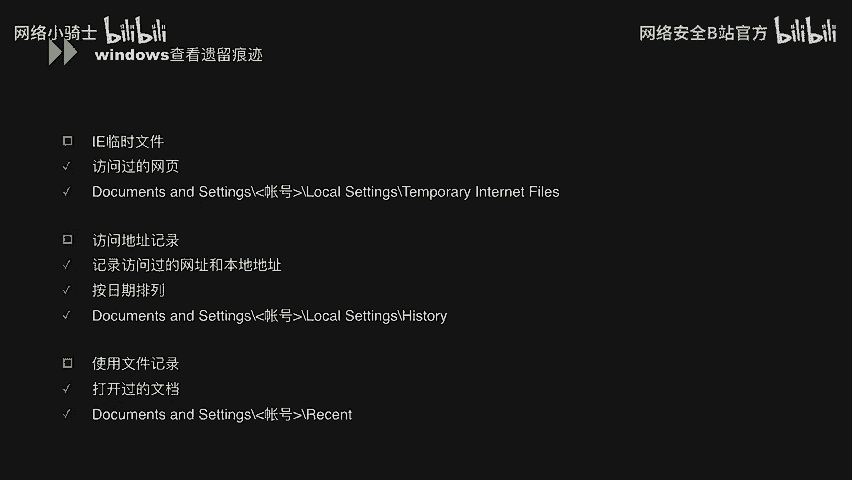 网络小骑士 bilibili
网络安全B站官方 bilibili
windows查看遗留痕迹
IE临时文件
访问过的网页
Documents and Settings\<帐号>\Local Settings\Temporary Internet Files
访问地址记录
记录访问过的网址和本地地址
按日期排列
Documents and Settings\<帐号>\Local Settings\History
使用文件记录
打开过的文档
Documents and Settings\<帐号>\Recent